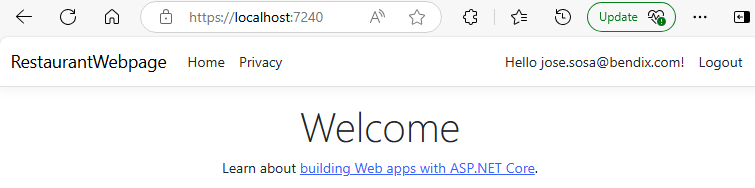 https://localhost:7240
Update
RestaurantWebpage Home Privacy Hello jose.sosa@bendix.com! Logout
Welcome
Learn about building Web apps with ASP.NET Core.